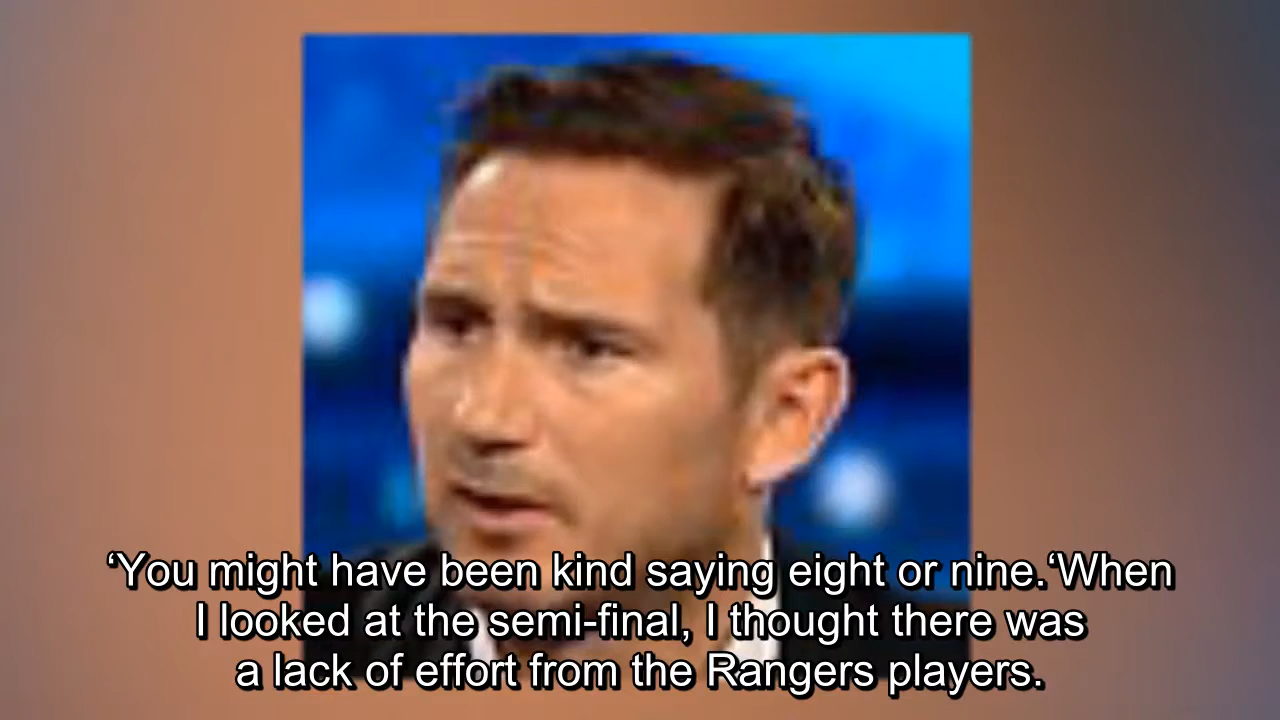 ‘You might have been kind saying eight or nine.‘When
I looked at the semi-final, I thought there was
a lack of effort from the Rangers players.